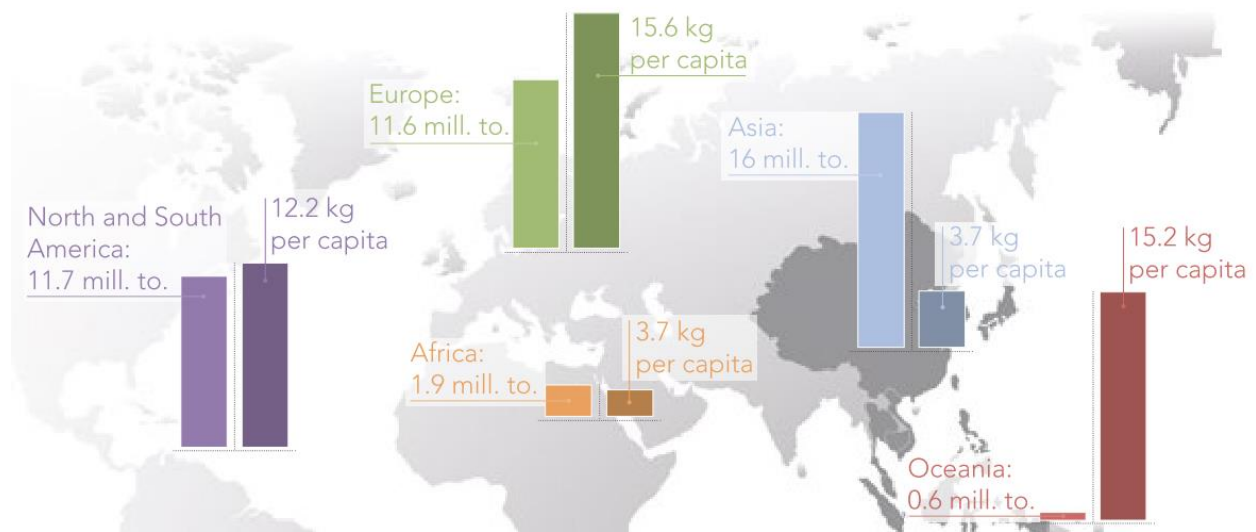 15.6 kg
per capita
Europe:
11.6 mill. to.
Asia:
16 mill. to.
North and South
America:
11.7 mill. to.
12.2 kg
per capita
3.7 kg
per capita
15.2 kg
per capita
Africa:
1.9 mill. to.
3.7 kg
per capita
Oceania:
0.6 mill. to.